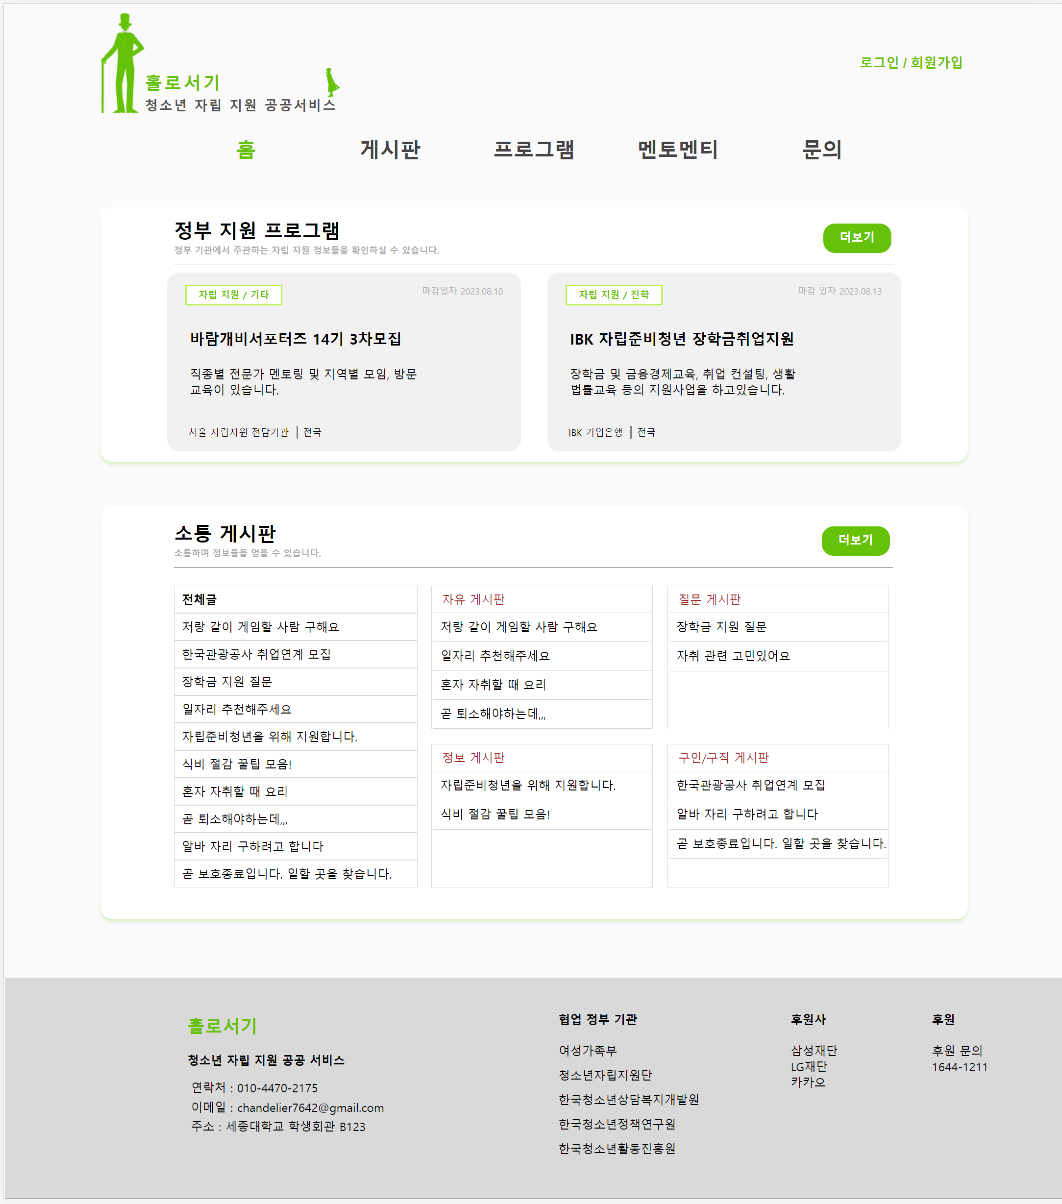 로그인 / 회원가입
홀로서기
청소년 자립 지원 공공서비스
홈
게시판
프로그램
멘토멘티
문의
정부 지원 프로그램
정부 기관에서 주관하는 자립 지원 정보들을 확인하실 수 있습니다.
더보기
자립 지원 / 기타
마감일자 2023.08.10
바람개비서포터즈 14기 3차모집
직종별 전문가 멘토링 및 지역별 모임, 방문
교육이 있습니다.
서울 자립지원 전담기관 | 전국
자립 지원 / 진학
마감 일자 2023.08.13
IBK 자립준비청년 장학금취업지원
장학금 및 금융경제교육, 취업 컨설팅, 생활
법률교육 등의 지원사업을 하고있습니다.
IBK 기업은행 | 전국
소통 게시판
소통하며 정보들을 얻을 수 있습니다.
더보기
전체글
저랑 같이 게임할 사람 구해요
한국관광공사 취업연계 모집
장학금 지원 질문
일자리 추천해주세요
자립준비청년을 위해 지원합니다.
식비 절감 꿀팁 모음!
혼자 자취할 때 요리
곧 퇴소해야하는데,,,
알바 자리 구하려고 합니다
곧 보호종료입니다. 일할 곳을 찾습니다.
자유 게시판
저랑 같이 게임할 사람 구해요
일자리 추천해주세요
혼자 자취할 때 요리
곧 퇴소해야하는데,,,
질문 게시판
장학금 지원 질문
자취 관련 고민있어요
정보 게시판
자립준비청년을 위해 지원합니다.
식비 절감 꿀팁 모음!
구인/구직 게시판
한국관광공사 취업연계 모집
알바 자리 구하려고 합니다
곧 보호종료입니다. 일할 곳을 찾습니다.
홀로서기
청소년 자립 지원 공공 서비스
연락처 : 010-4470-2175
이메일 : chandelier7642@gmail.com
주소 : 세종대학교 학생회관 B123
협업 정부 기관
여성가족부
청소년자립지원단
한국청소년상담복지개발원
한국청소년정책연구원
한국청소년활동진흥원
후원사
삼성재단
LG재단
카카오
후원
후원 문의
1644-1211